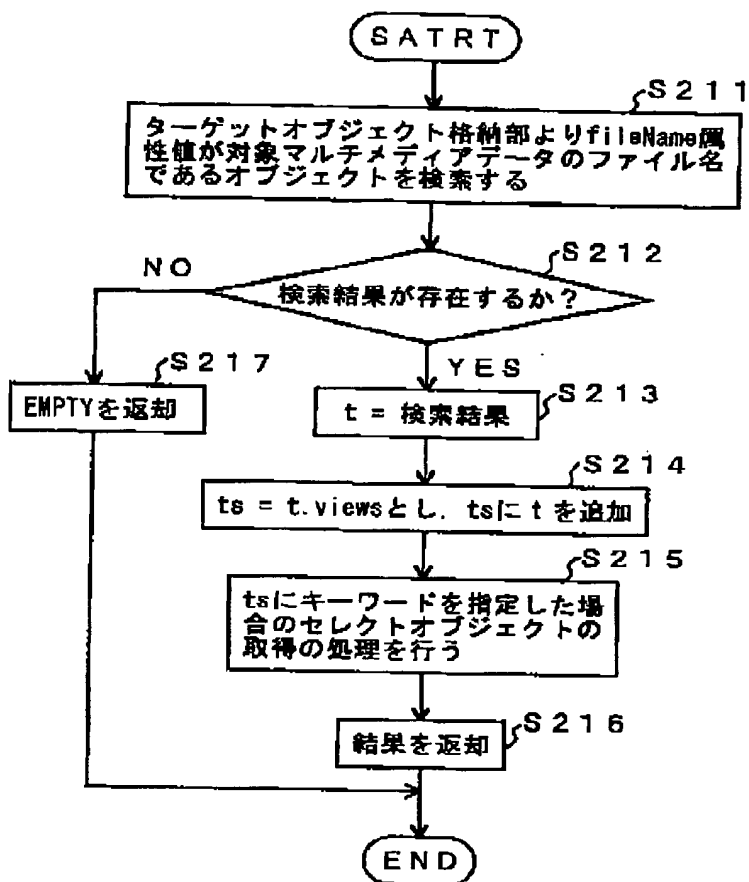 SATRT
S211
ターゲットオブジェクト格納部よりfileName属
性値が対象マルチメディアデータのファイル名
であるオブジェクトを検索する
S212
検索結果が存在するか?
NO
YES
S217
EMPTYを返却
S213
t = 検索結果
S214
ts = t.viewsとし, tsにtを追加
S215
tsにキーワードを指定した場
合のセレクトオブジェクトの
取得の処理を行う
S216
結果を返却
END